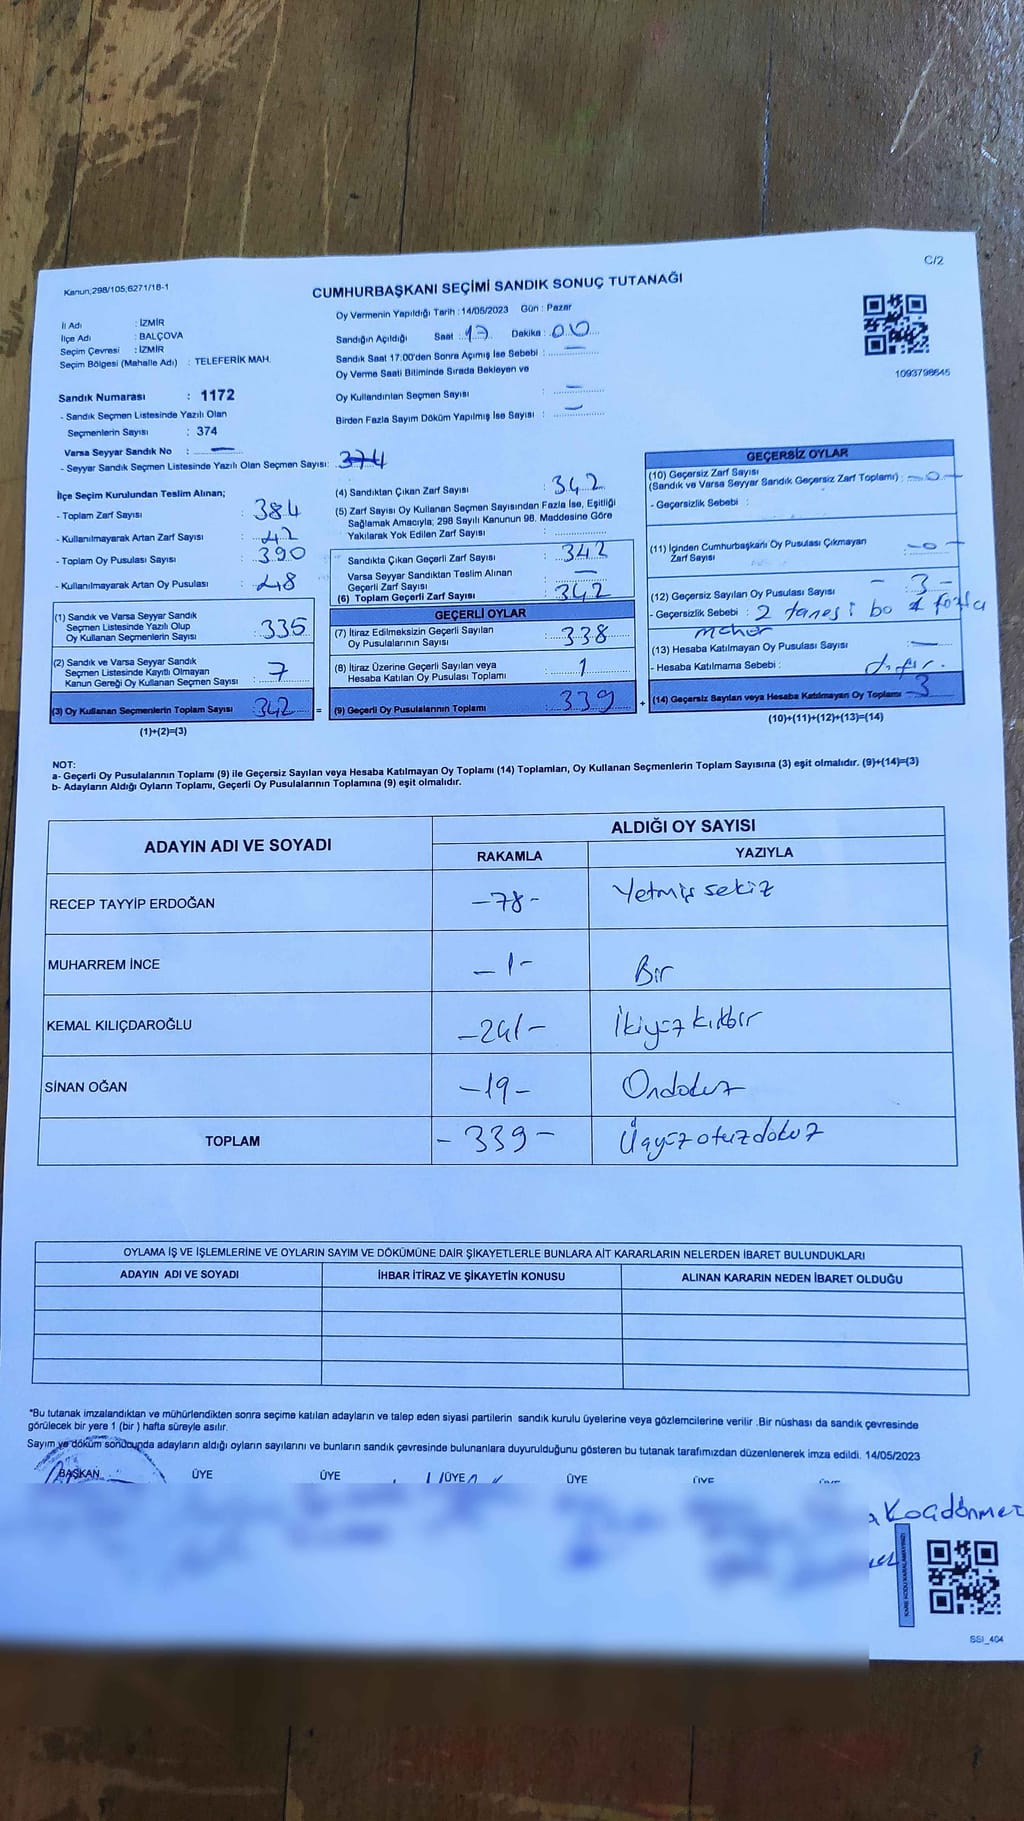 C/2
Kanun;298/105;6271/18-1
CUMHURBAŞKANI SEÇİMİ SANDIK SONUÇ TUTANAĞI
İl Adı : İZMİR
İlçe Adı : BALÇOVA
Seçim Çevresi : İZMİR
Seçim Bölgesi (Mahalle Adı) : TELEFERİK MAH.
Oy Vermenin Yapıldığı Tarih : 14/05/2023 Gün : Pazar
Sandığın Açıldığı Saat : 17 Dakika : 00
Sandık Saat 17:00'den Sonra Açımış İse Sebebi : —
Oy Verme Saati Bitiminde Sırada Bekleyen ve
Oy Kullandırılan Seçmen Sayısı : —
Birden Fazla Sayım Döküm Yapılmış İse Sayısı : —
1093798645
Sandık Numarası : 1172
- Sandık Seçmen Listesinde Yazılı Olan
Seçmenlerin Sayısı : 374
Varsa Seyyar Sandık No : —
- Seyyar Sandık Seçmen Listesinde Yazılı Olan Seçmen Sayısı: 374
İlçe Seçim Kurulundan Teslim Alınan;
- Toplam Zarf Sayısı : 384
- Kullanılmayarak Artan Zarf Sayısı : 42
- Toplam Oy Pusulası Sayısı : 390
- Kullanılmayarak Artan Oy Pusulası : 48
(1) Sandık ve Varsa Seyyar Sandık
Seçmen Listesinde Yazılı Olup
Oy Kullanan Seçmenlerin Sayısı : 335
(2) Sandık ve Varsa Seyyar Sandık
Seçmen Listesinde Kayıtlı Olmayan
Kanun Gereği Oy Kullanan Seçmen Sayısı : 7
(3) Oy Kullanan Seçmenlerin Toplam Sayısı 342 =
(1)+(2)=(3)
(4) Sandıktan Çıkan Zarf Sayısı : 342
(5) Zarf Sayısı Oy Kullanan Seçmen Sayısından Fazla İse, Eşitliği
Sağlamak Amacıyla; 298 Sayılı Kanunun 98. Maddesine Göre
Yakılarak Yok Edilen Zarf Sayısı :
Sandıkta Çıkan Geçerli Zarf Sayısı : 342
Varsa Seyyar Sandıktan Teslim Alınan
Geçerli Zarf Sayısı : —
(6) Toplam Geçerli Zarf Sayısı : 342
GEÇERLİ OYLAR
(7) İtiraz Edilmeksizin Geçerli Sayılan
Oy Pusulalarının Sayısı : 338
(8) İtiraz Üzerine Geçerli Sayılan veya
Hesaba Katılan Oy Pusulası Toplamı : 1
(9) Geçerli Oy Pusulalarının Toplamı : 339 +
GEÇERSİZ OYLAR
(10) Geçersiz Zarf Sayısı
(Sandık ve Varsa Seyyar Sandık Geçersiz Zarf Toplamı) : —0—
- Geçersizlik Sebebi :
(11) İçinden Cumhurbaşkanı Oy Pusulası Çıkmayan
Zarf Sayısı : —0—
(12) Geçersiz Sayılan Oy Pusulası Sayısı : - 3 -
- Geçersizlik Sebebi : 2 tanesi bo 1 fazla
mühür
(13) Hesaba Katılmayan Oy Pusulası Sayısı : —
- Hesaba Katılmama Sebebi :
(14) Geçersiz Sayılan veya Hesaba Katılmayan Oy Toplamı 3
(10)+(11)+(12)+(13)=(14)
NOT:
a- Geçerli Oy Pusulalarının Toplamı (9) ile Geçersiz Sayılan veya Hesaba Katılmayan Oy Toplamı (14) Toplamları, Oy Kullanan Seçmenlerin Toplam Sayısına (3) eşit olmalıdır. (9)+(14)=(3)
b- Adayların Aldığı Oyların Toplamı, Geçerli Oy Pusulalarının Toplamına (9) eşit olmalıdır.
ADAYIN ADI VE SOYADI
ALDIĞI OY SAYISI
RAKAMLA YAZIYLA
RECEP TAYYİP ERDOĞAN -78- Yetmiş sekiz
MUHARREM İNCE -1- Bir
KEMAL KILIÇDAROĞLU -241- İkiyüz kırkbir
SİNAN OĞAN -19- Ondokuz
TOPLAM -339- Üçyüzotuzdokuz
OYLAMA İŞ VE İŞLEMLERİNE VE OYLARIN SAYIM VE DÖKÜMÜNE DAİR ŞİKAYETLERLE BUNLARA AİT KARARLARIN NELERDEN İBARET BULUNDUKLARI
ADAYIN ADI VE SOYADI İHBAR İTİRAZ VE ŞİKAYETİN KONUSU ALINAN KARARIN NEDEN İBARET OLDUĞU
*Bu tutanak imzalandıktan ve mühürlendikten sonra seçime katılan adayların ve talep eden siyasi partilerin sandık kurulu üyelerine veya gözlemcilerine verilir .Bir nüshası da sandık çevresinde
görülecek bir yere 1 (bir ) hafta süreyle asılır.
Sayım ve döküm sonucunda adayların aldığı oyların sayılarını ve bunların sandık çevresinde bulunanlara duyurulduğunu gösteren bu tutanak tarafımızdan düzenlenerek imza edildi. 14/05/2023
BAŞKAN ÜYE ÜYE ÜYE ÜYE ÜYE
Kocadönmez
SSI_404